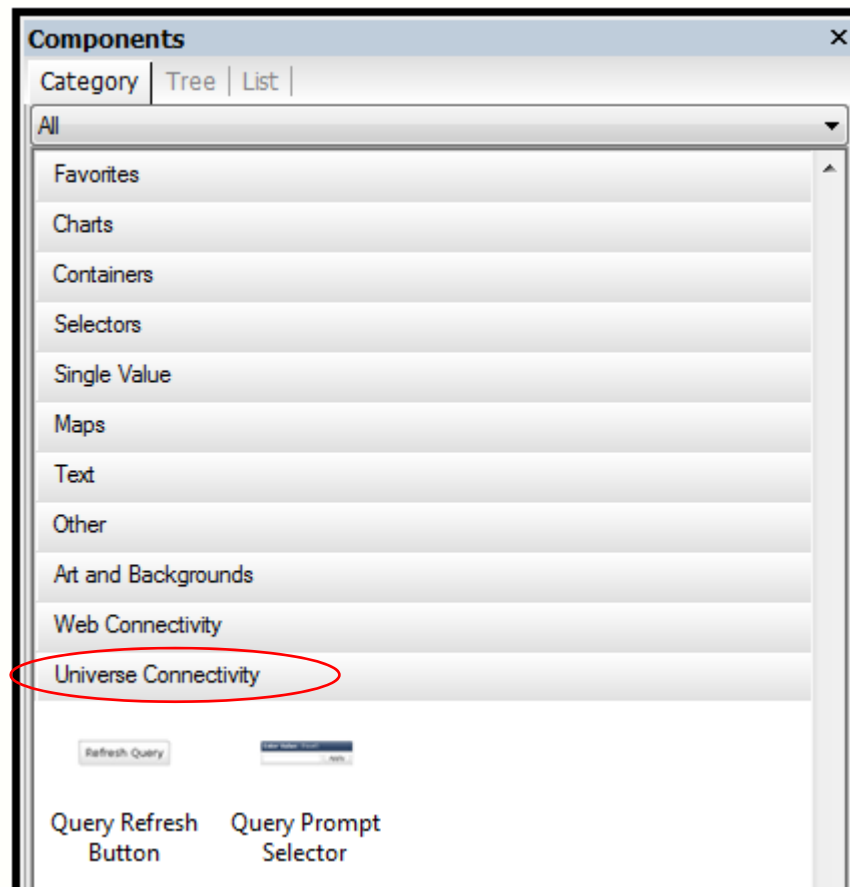 Components
Category Tree List
All
Favorites
Charts
Containers
Selectors
Single Value
Maps
Text
Other
Art and Backgrounds
Web Connectivity
Universe Connectivity
Refresh Query
Query Refresh Button
Query Prompt Selector